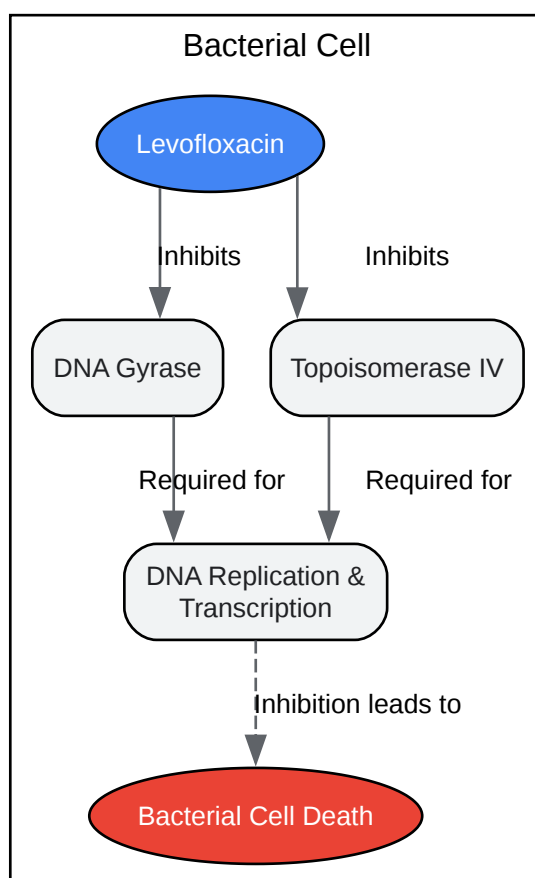 Bacterial Cell
Levofloxacin
Inhibits
Inhibits
DNA Gyrase
Topoisomerase IV
Required for
Required for
DNA Replication &
Transcription
Inhibition leads to
Bacterial Cell Death